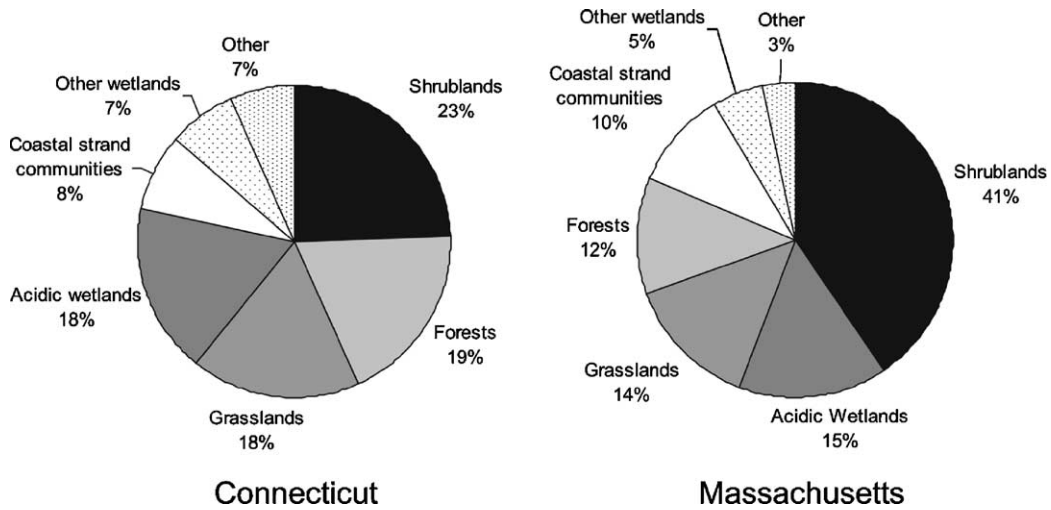 Other
7%
Shrublands
23%
Other wetlands
7%
Coastal strand
communities
8%
Acidic wetlands
18%
Forests
19%
Grasslands
18%
Connecticut
Other wetlands
5%
Other
3%
Coastal strand
communities
10%
Shrublands
41%
Forests
12%
Grasslands
14%
Acidic Wetlands
15%
Massachusetts